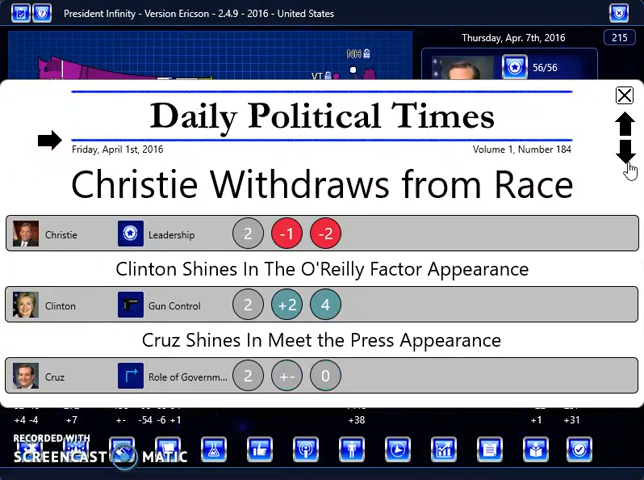 President Infinity - Version Ericson - 2.4.9 - 2016 - United States
Thursday, Apr. 7th, 2016
215
NH
VT
56/56
Daily Political Times
Friday, April 1st, 2016
Volume 1, Number 184
Christie Withdraws from Race
Christie
Leadership
2
-1
-2
Clinton Shines In The O'Reilly Factor Appearance
Clinton
Gun Control
2
+2
4
Cruz Shines In Meet the Press Appearance
Cruz
Role of Governm...
2
+-
0
+4 -4
+7
-54 -6 +1
+38
+1
+31
RECORDED WITH
SCREENCAST MATIC